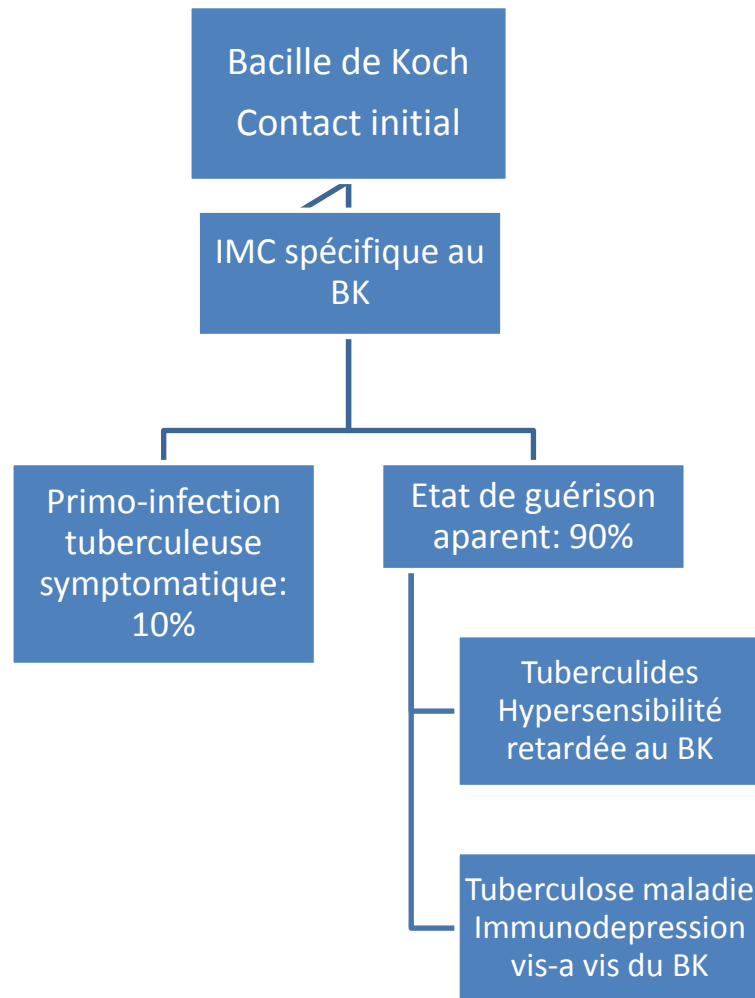 Bacille de Koch
Contact initial
IMC spécifique au
BK
Primo-infection
tuberculeuse
symptomatique:
10%
Etat de guérison
aparent: 90%
Tuberculides
Hypersensibilité
retardée au BK
Tuberculose maladie
Immunodepression
vis-a vis du BK